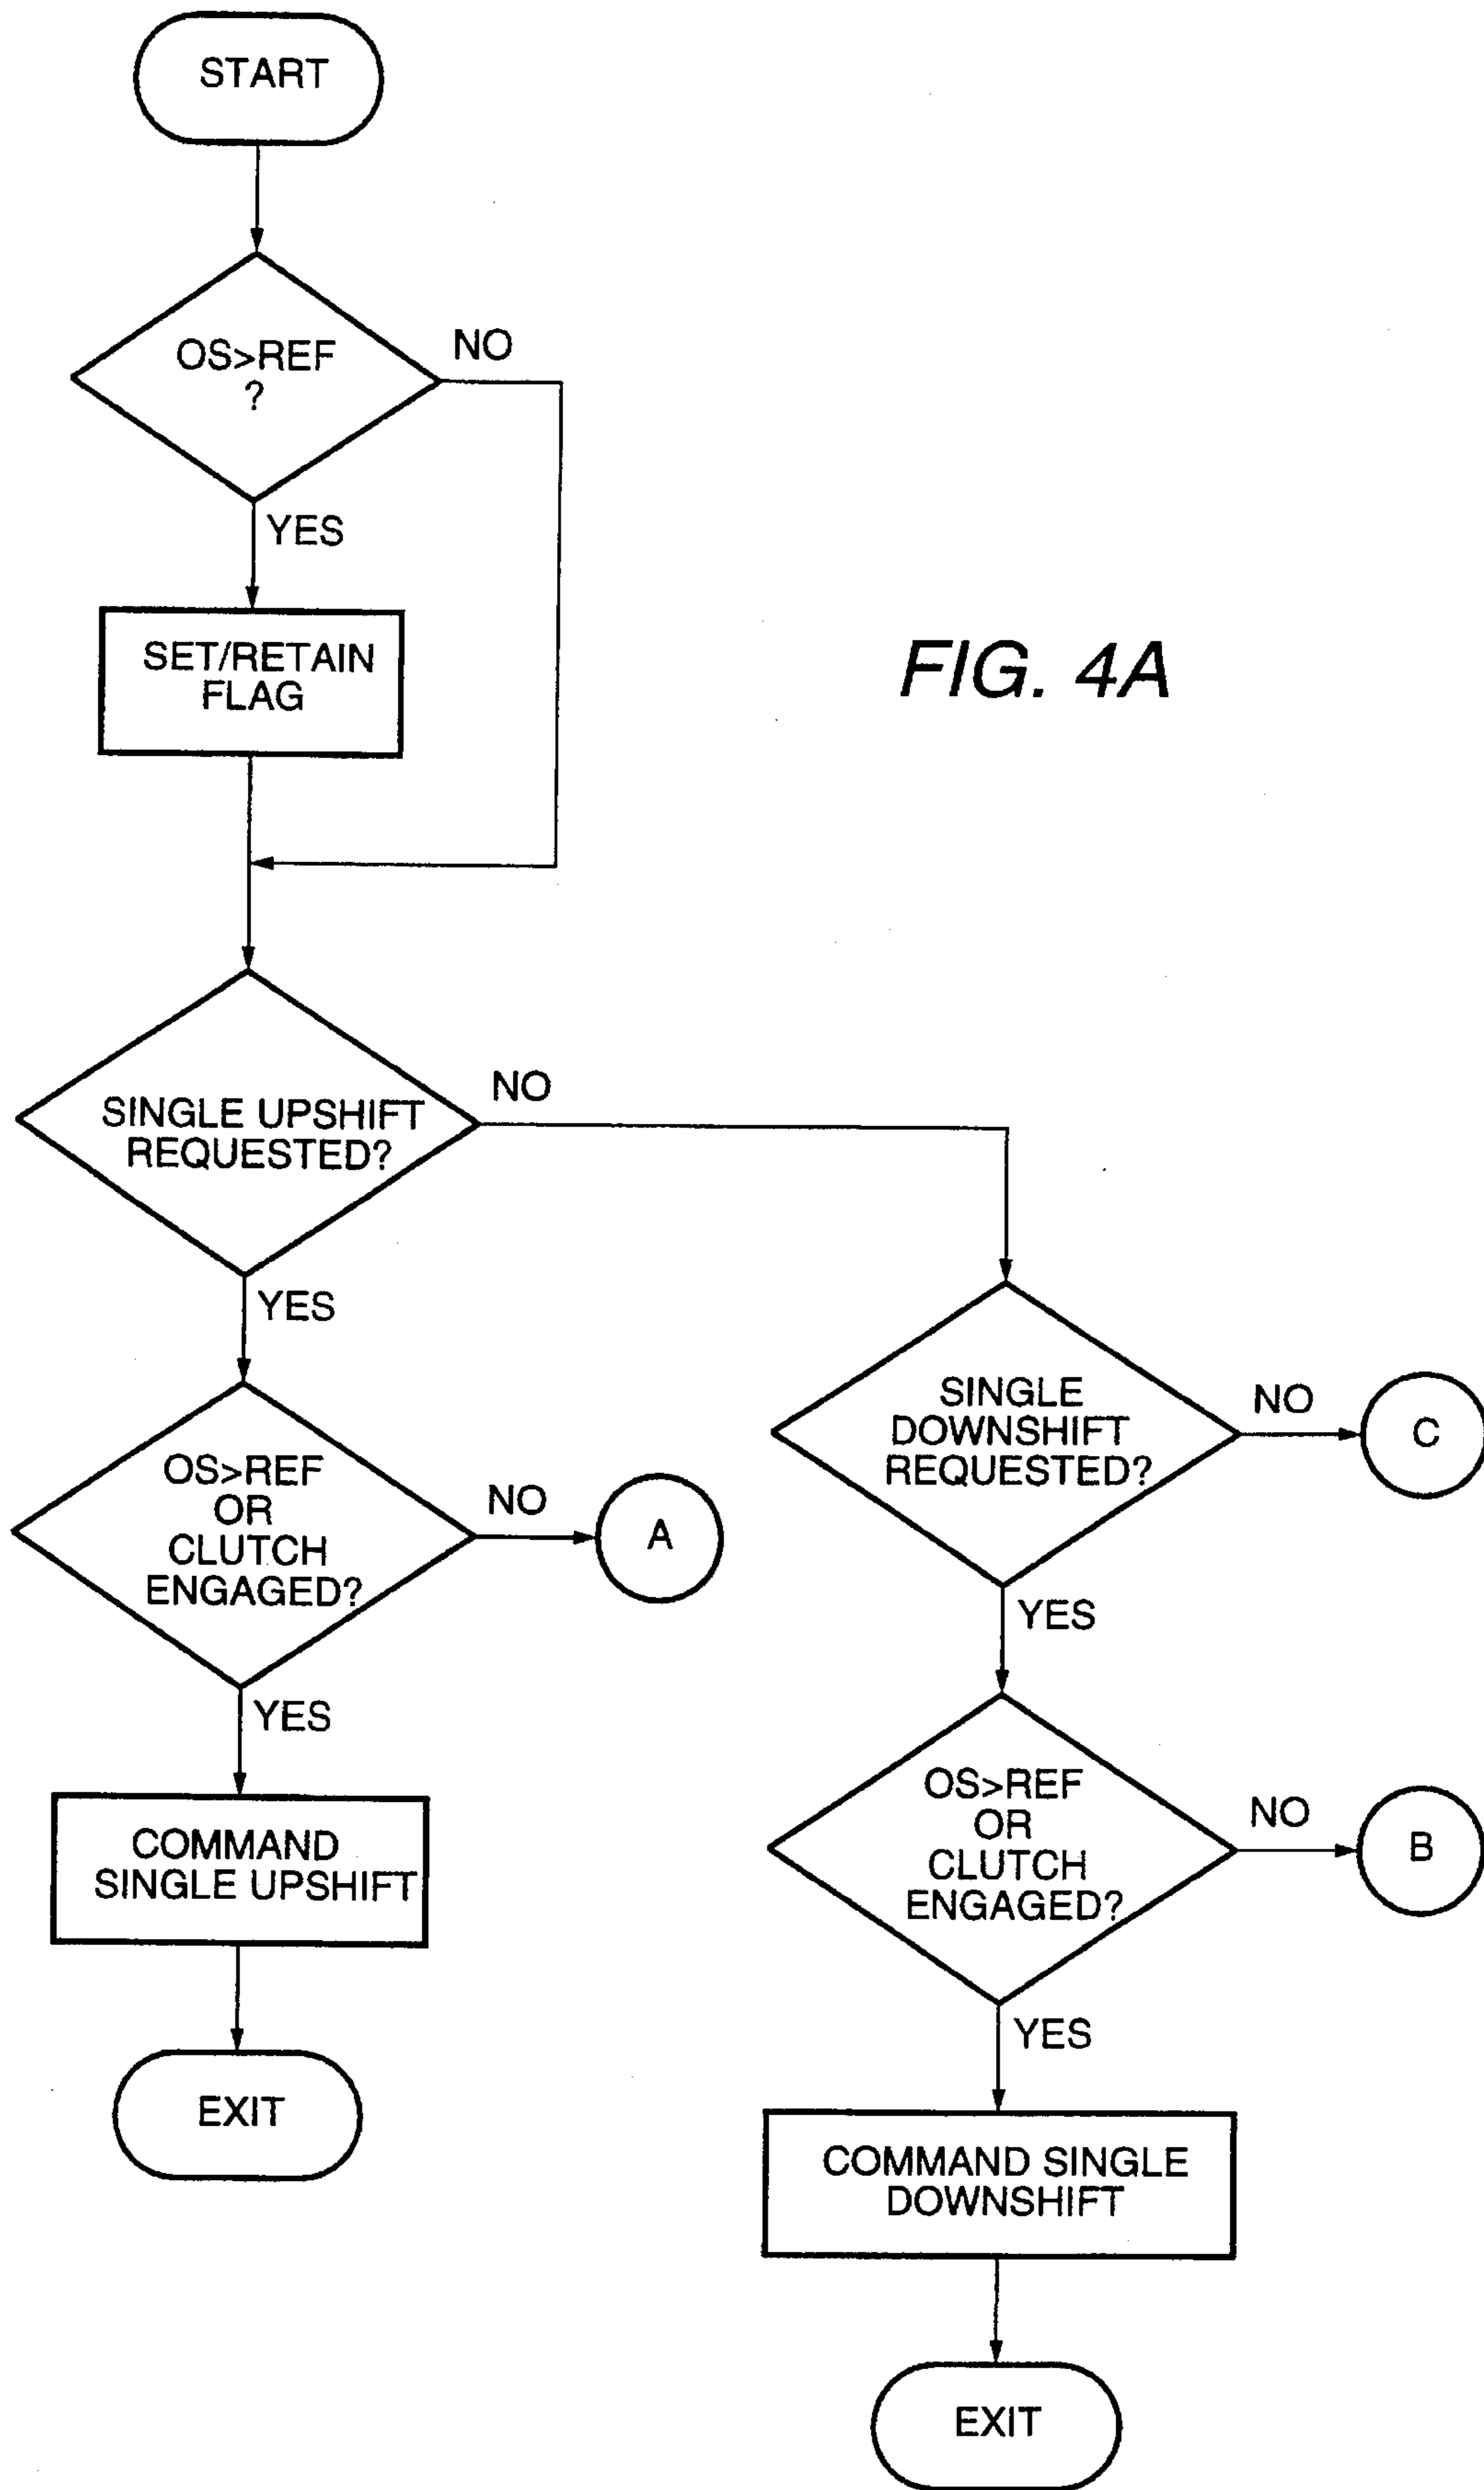 START
OS>REF
?
NO
YES
SET/RETAIN
FLAG
FIG. 4A
SINGLE UPSHIFT
REQUESTED?
NO
YES
OS>REF
OR
CLUTCH
ENGAGED?
NO
A
YES
COMMAND
SINGLE UPSHIFT
EXIT
SINGLE
DOWNSHIFT
REQUESTED?
NO
C
YES
OS>REF
OR
CLUTCH
ENGAGED?
NO
B
YES
COMMAND SINGLE
DOWNSHIFT
EXIT